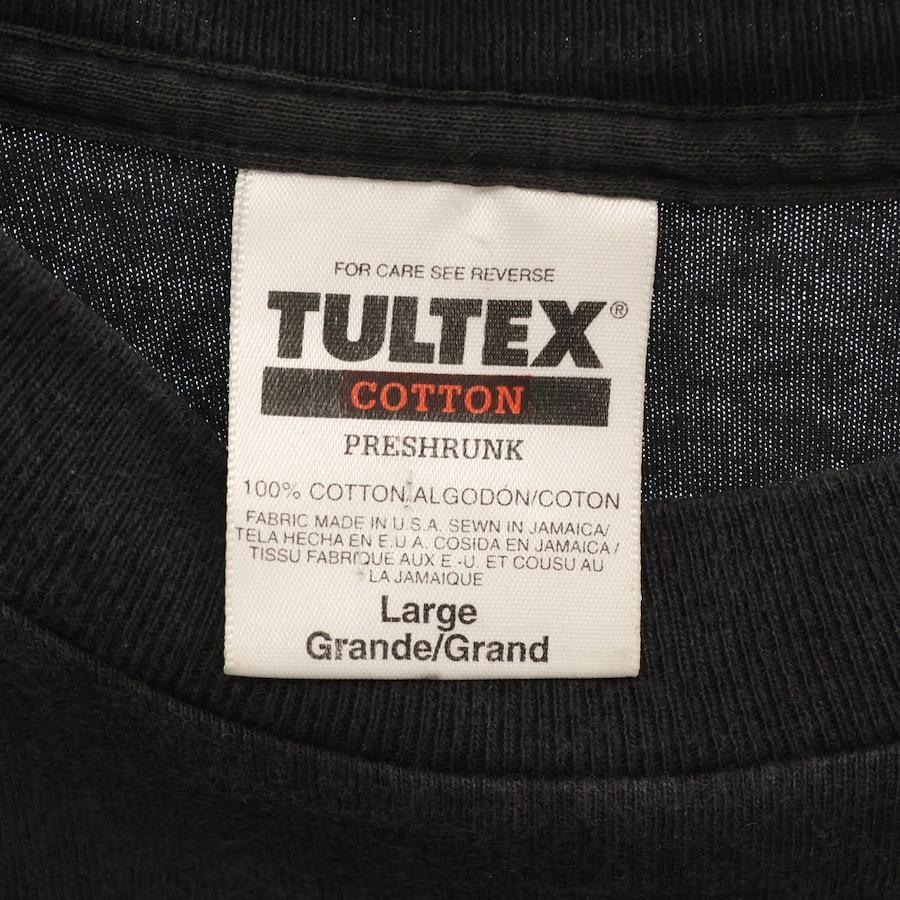 FOR CARE SEE REVERSE
TULTEX®
COTTON
PRESHRUNK
100% COTTON/ALGODÓN/COTON
FABRIC MADE IN U.S.A. SEWN IN JAMAICA/
TELA HECHA EN E.U.A. COSIDA EN JAMAICA/
TISSU FABRIQUE AUX E.-U. ET COUSU AU
LA JAMAIQUE
Large
Grande/Grand